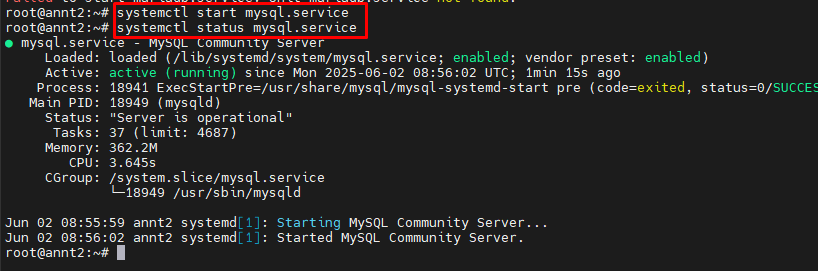 Failed to start mariadb.service: Unit mariadb.service not found.
root@annt2:~# systemctl start mysql.service
root@annt2:~# systemctl status mysql.service
● mysql.service - MySQL Community Server
Loaded: loaded (/lib/systemd/system/mysql.service; enabled; vendor preset: enabled)
Active: active (running) since Mon 2025-06-02 08:56:02 UTC; 1min 15s ago
Process: 18941 ExecStartPre=/usr/share/mysql/mysql-systemd-start pre (code=exited, status=0/SUCCES
Main PID: 18949 (mysqld)
Status: "Server is operational"
Tasks: 37 (limit: 4687)
Memory: 362.2M
CPU: 3.645s
CGroup: /system.slice/mysql.service
└─18949 /usr/sbin/mysqld
Jun 02 08:55:59 annt2 systemd[1]: Starting MySQL Community Server...
Jun 02 08:56:02 annt2 systemd[1]: Started MySQL Community Server.
root@annt2:~#